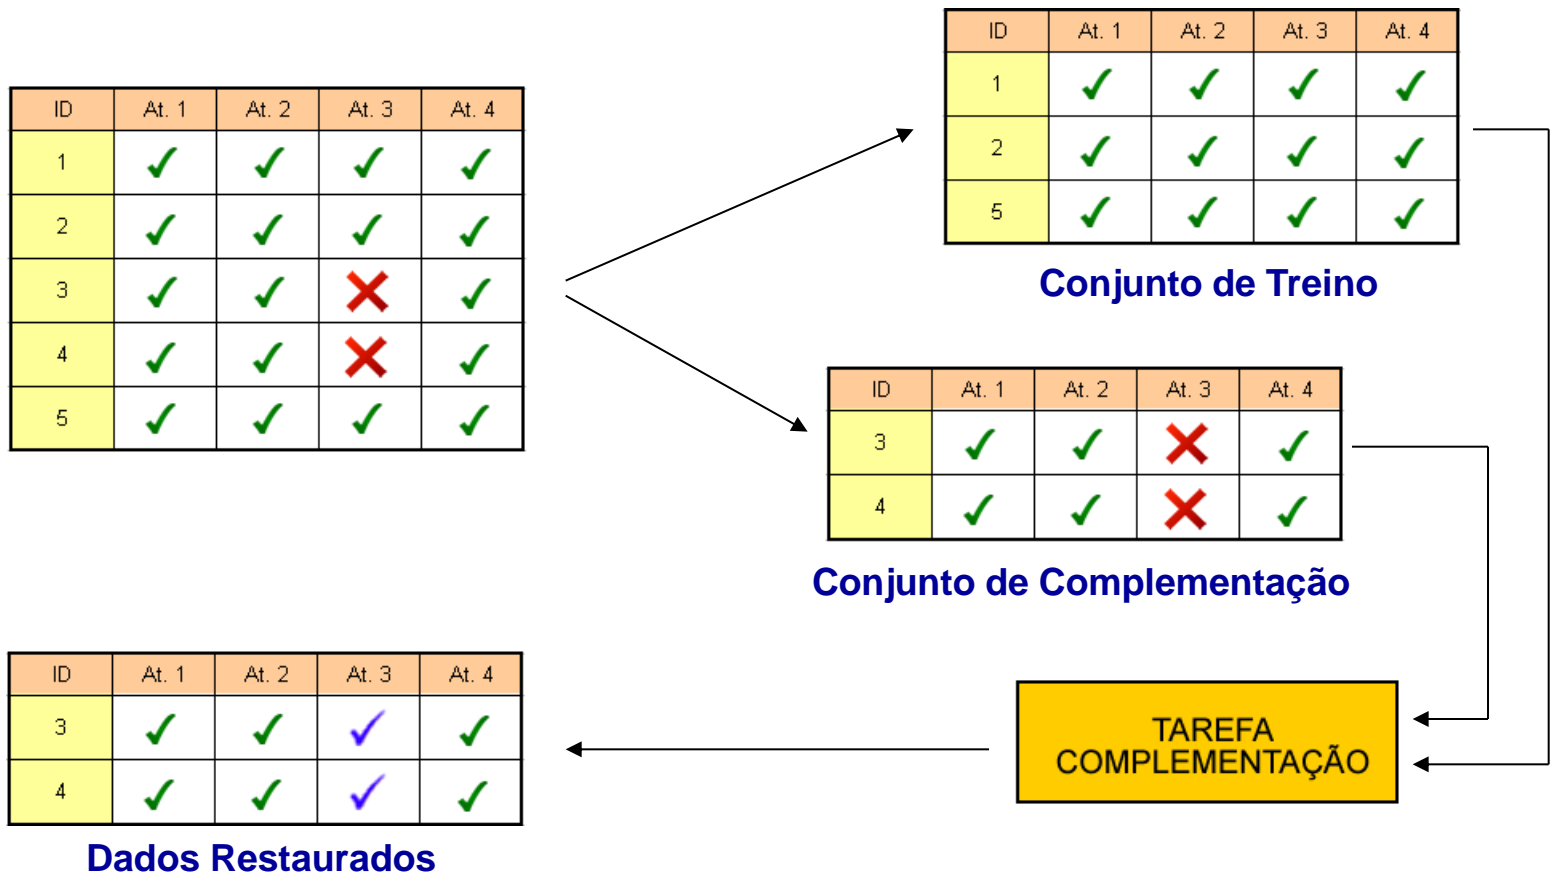 ID At. 1 At. 2 At. 3 At. 4
1
2
3
4
5
ID At. 1 At. 2 At. 3 At. 4
1
2
5
Conjunto de Treino
ID At. 1 At. 2 At. 3 At. 4
3
4
Conjunto de Complementação
TAREFA
COMPLEMENTAÇÃO
ID At. 1 At. 2 At. 3 At. 4
3
4
Dados Restaurados